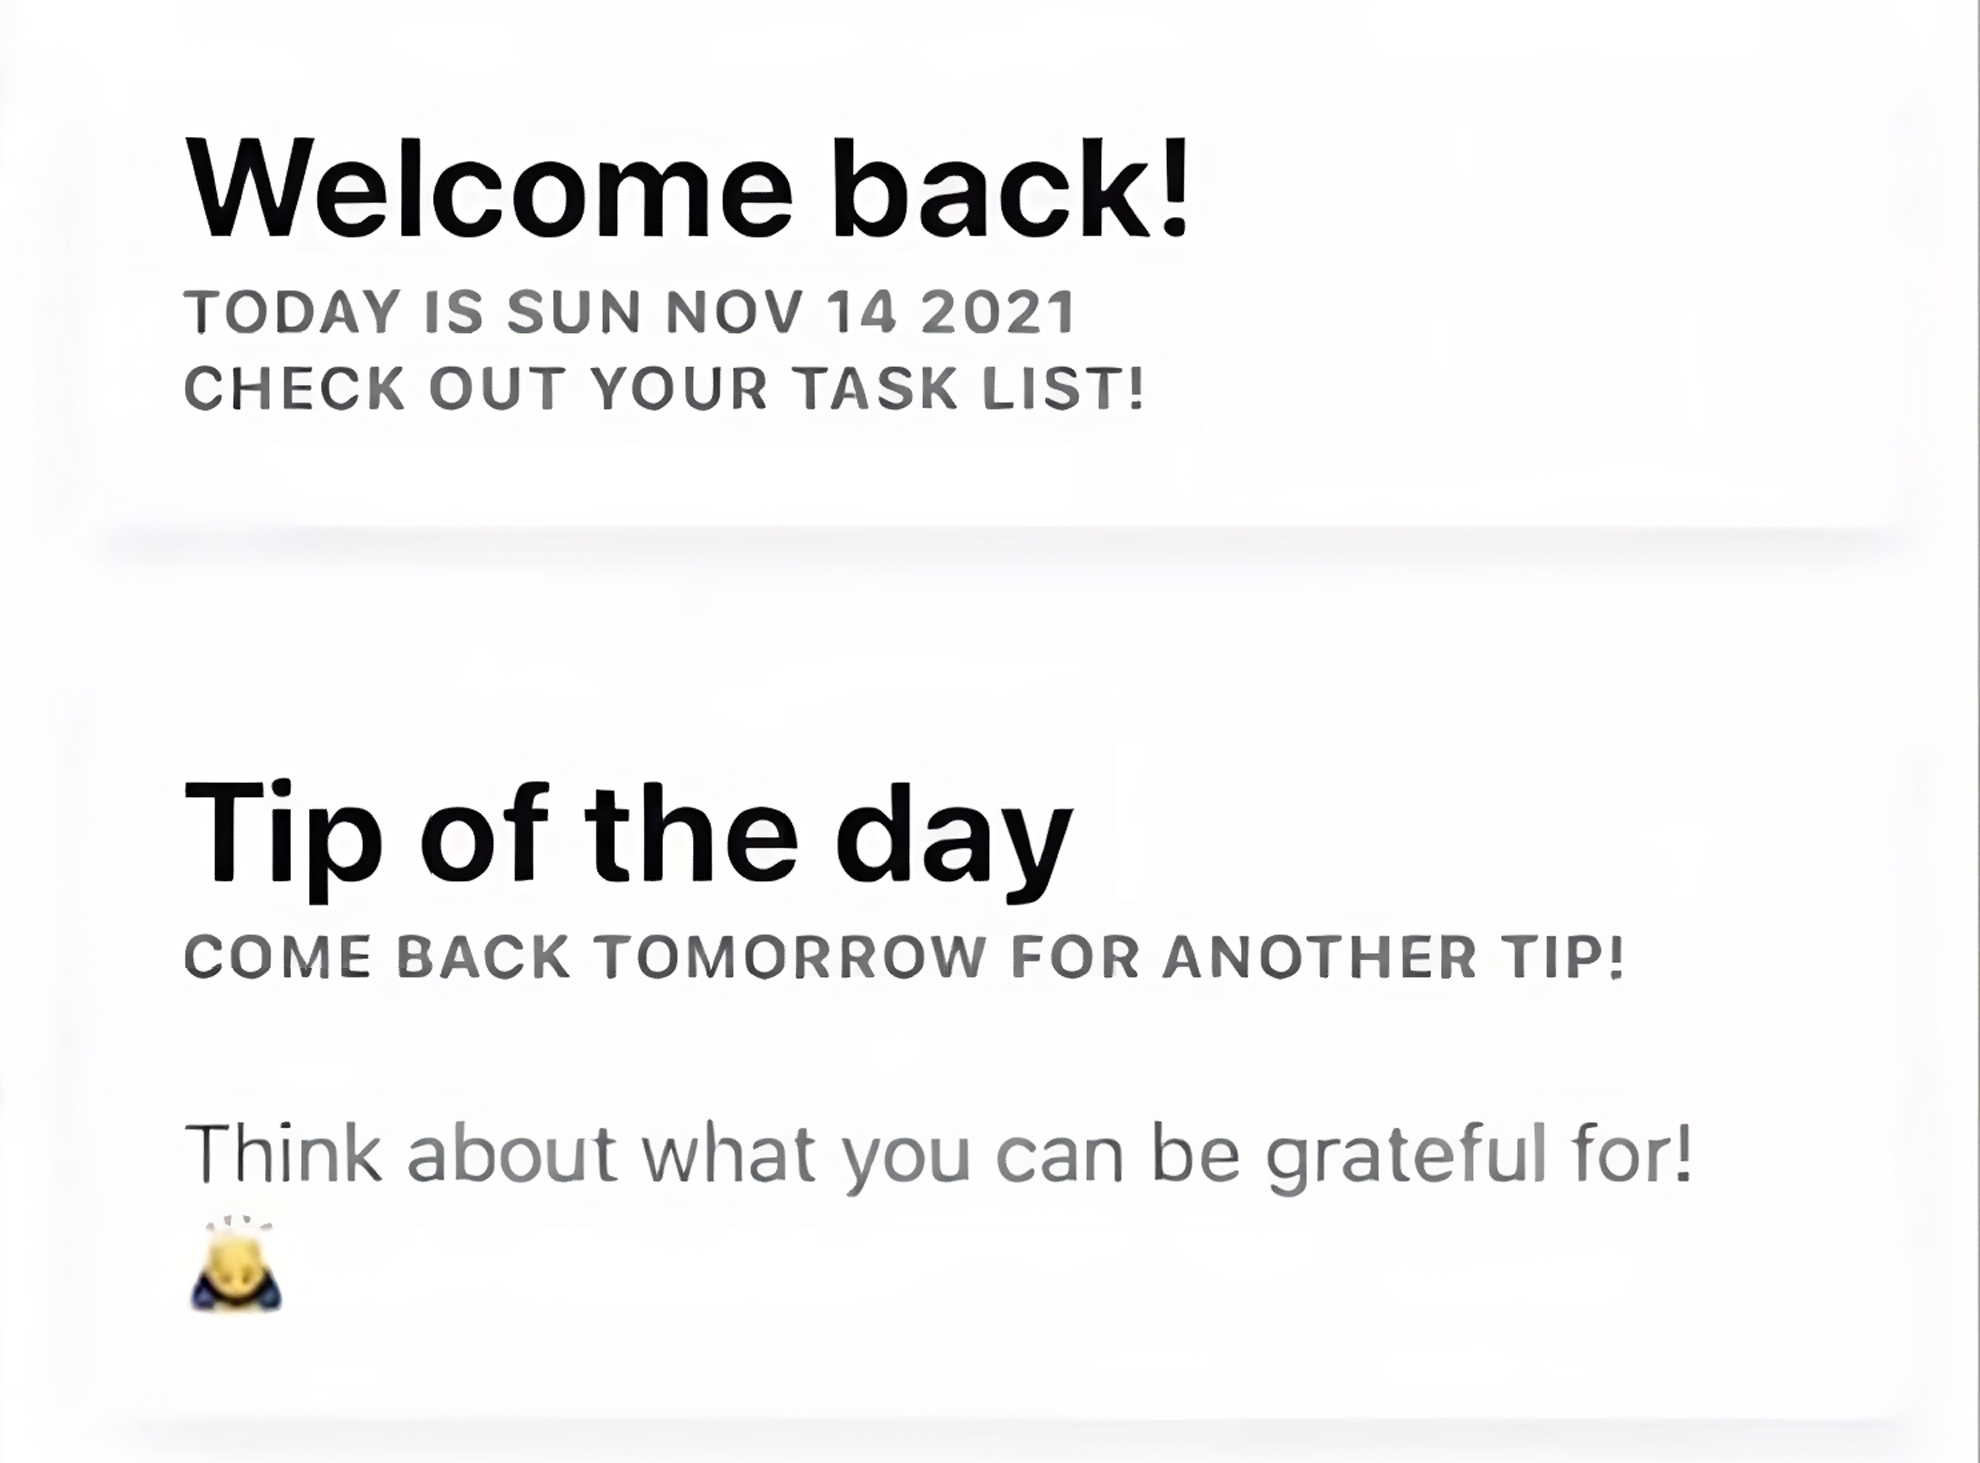 Welcome back!
TODAY IS SUN NOV 14 2021
CHECK OUT YOUR TASK LIST!
Tip of the day
COME BACK TOMORROW FOR ANOTHER TIP!
Think about what you can be grateful for!